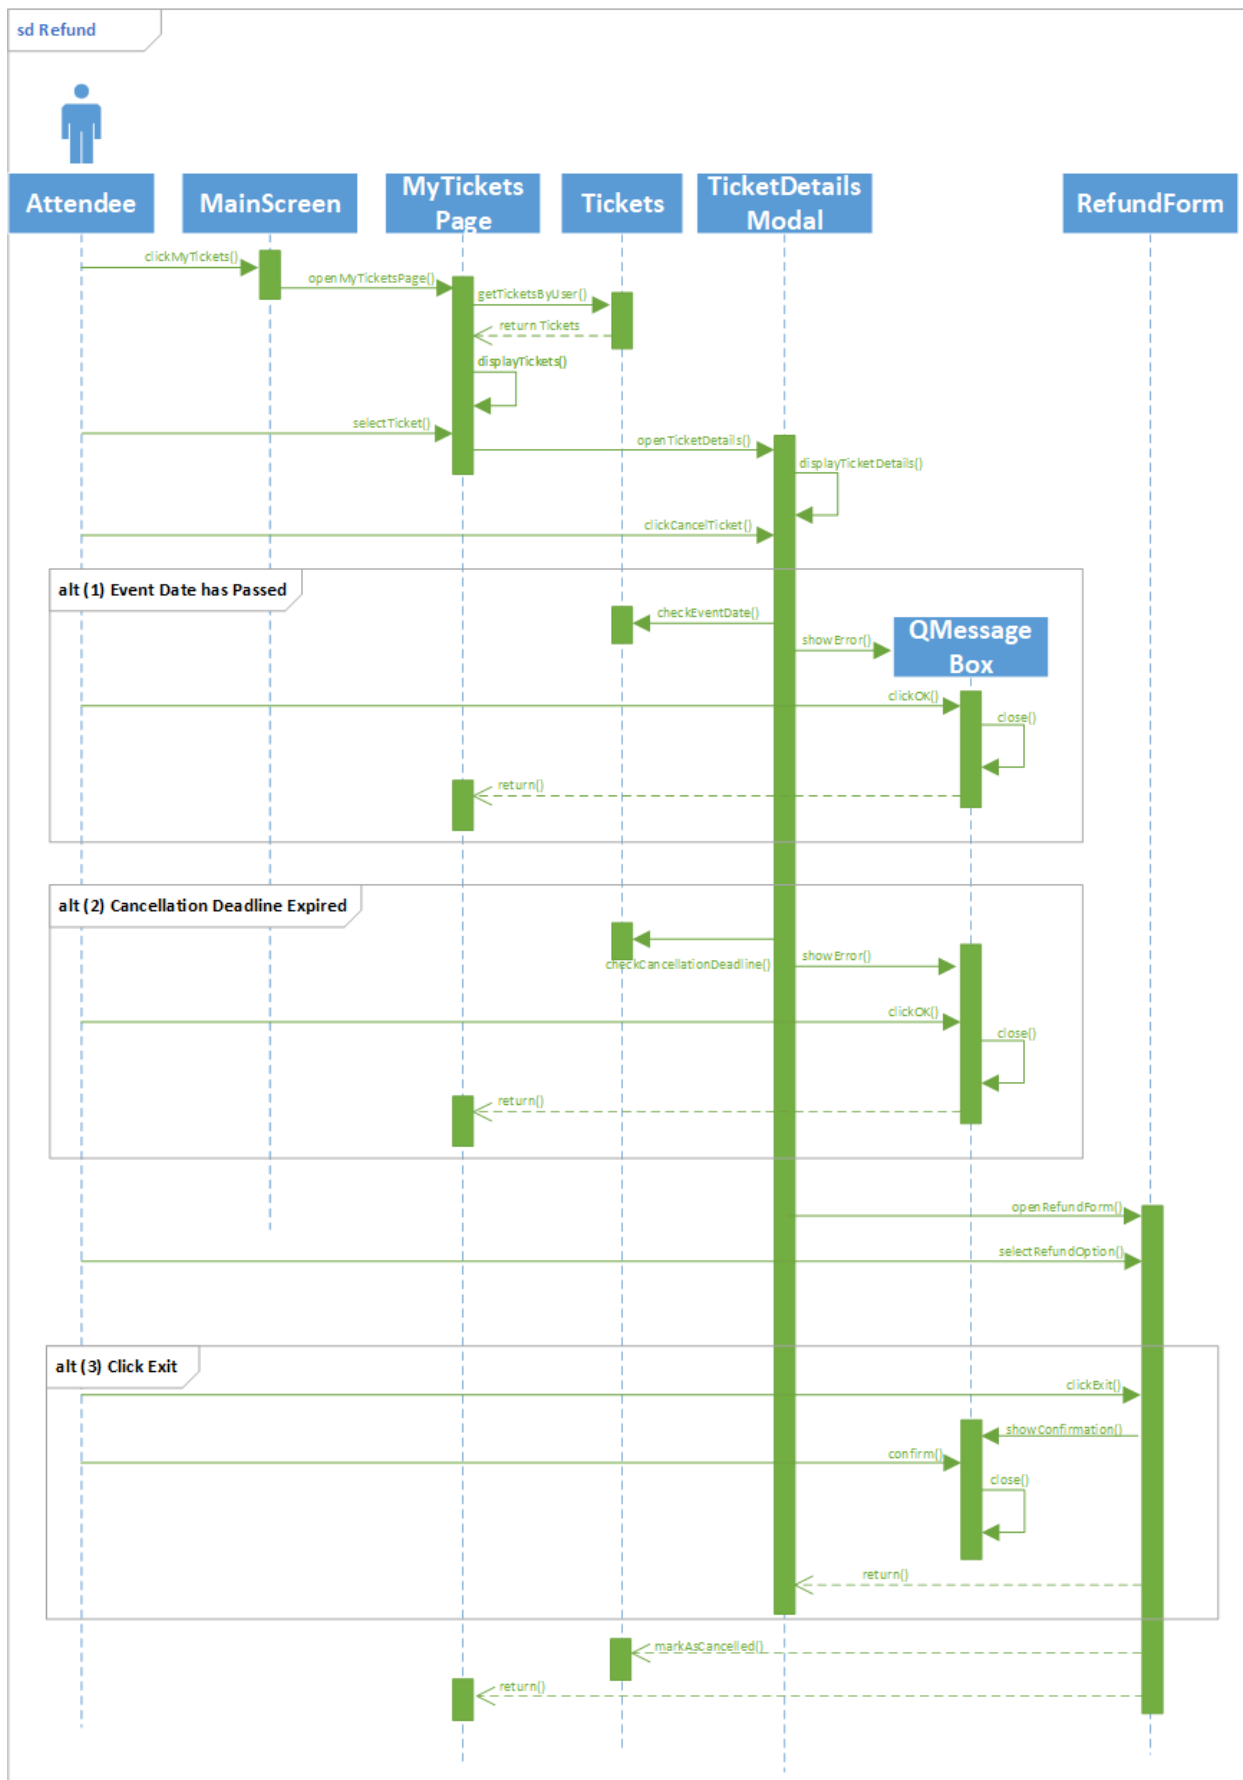 sd Refund
Attendee
MainScreen
MyTickets
Page
Tickets
TicketDetails
Modal
RefundForm
clickMyTickets()
openMyTicketsPage()
getTicketsByUser()
return Tickets
displayTickets()
selectTicket()
openTicketDetails()
displayTicketDetails()
clickCancelTicket()
alt (1) Event Date has Passed
checkEventDate()
QMessage
Box
showError()
clickOK()
close()
return()
alt (2) Cancellation Deadline Expired
checkCancellationDeadline()
showError()
clickOK()
close()
return()
openRefundForm()
selectRefundOption()
alt (3) Click Exit
clickExit()
showConfirmation()
confirm()
close()
return()
markAsCancelled()
return()